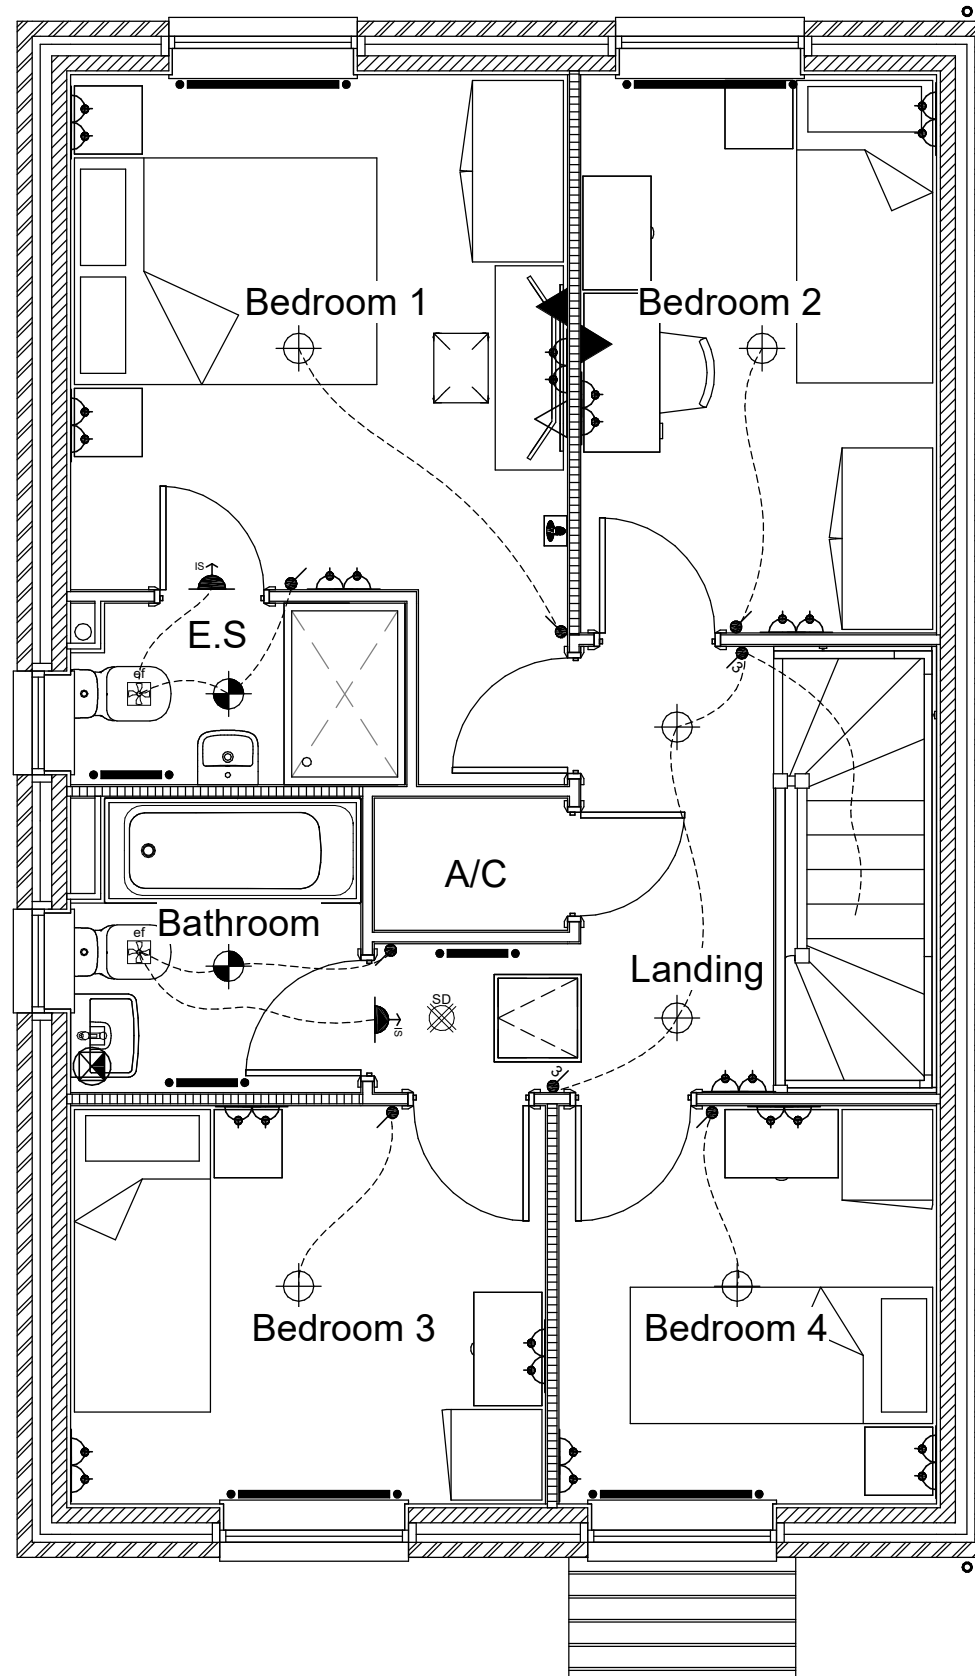 Bedroom 1
Bedroom 2
IS
E.S
ef
3
A/C
ef
Bathroom
Landing
SD
IS
3
Bedroom 3
Bedroom 4